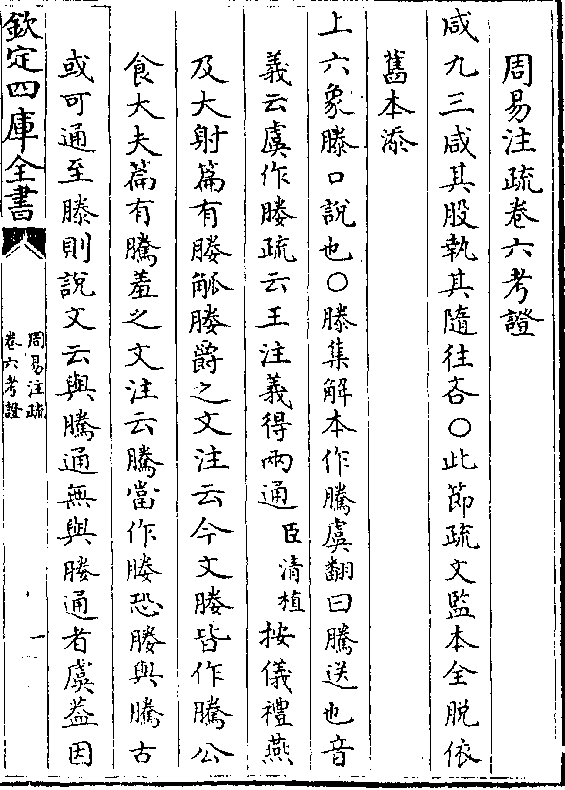 周易注疏卷六考證
咸九三咸其股執其隨往吝○此節疏文監本全脫依
舊本添
上六象滕口說也○滕集解本作騰虞翻曰騰送也音
義云虞作媵疏云王注義得兩通臣清植按儀禮燕
及大射篇有媵觚媵爵之文注云今文媵皆作騰公
食大夫篇有騰羞之文注云騰當作媵恐媵與騰古
或可通至滕則說文云與騰通無與媵通者虞蓋因
欽定四庫全書
周易注疏
卷六考證
一